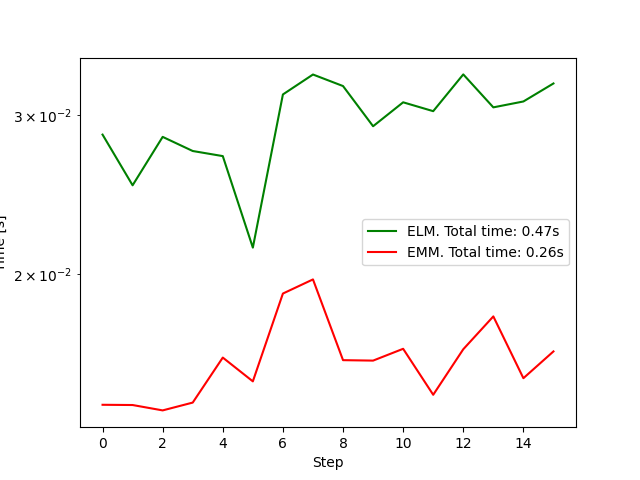 3 × 10⁻²
2 × 10⁻²
Time [s]
ELM. Total time: 0.47s
EMM. Total time: 0.26s
0 2 4 6 8 10 12 14
Step